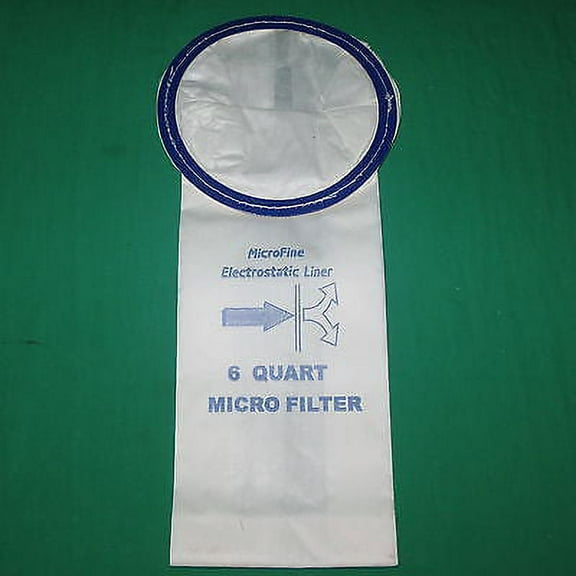 MicroFine
Electrostatic Liner
6 QUART
MICRO FILTER